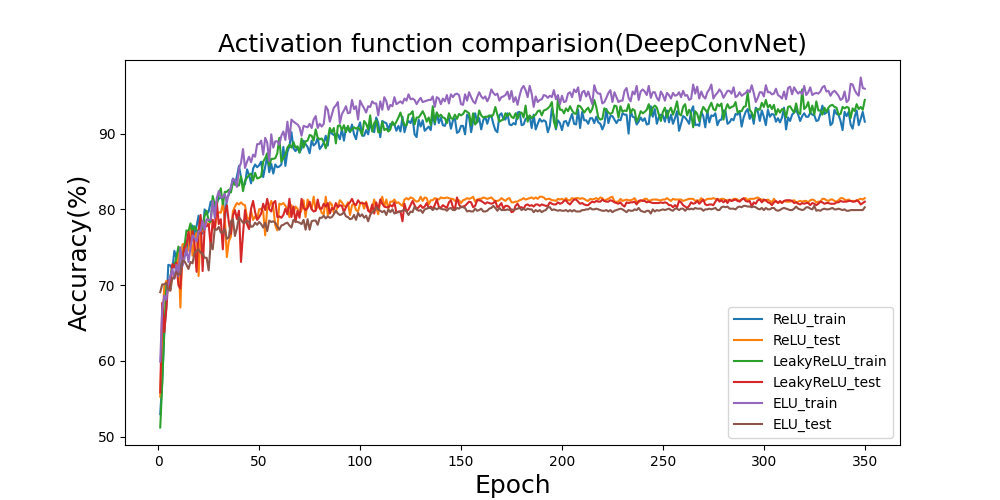 Activation function comparision(DeepConvNet)
Accuracy(%)
90
80
70
60
50
0 50 100 150 200 250 300 350
Epoch
ReLU_train
ReLU_test
LeakyReLU_train
LeakyReLU_test
ELU_train
ELU_test